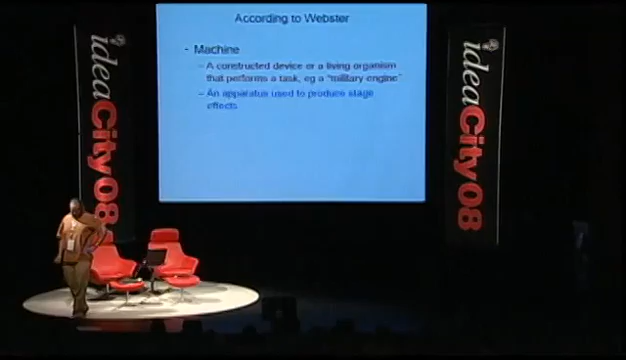 According to Webster
- Machine
– A constructed device or a living organism
that performs a task, eg a "military engine"
– An apparatus used to produce stage
effects
ideaCity08
ideaCity08